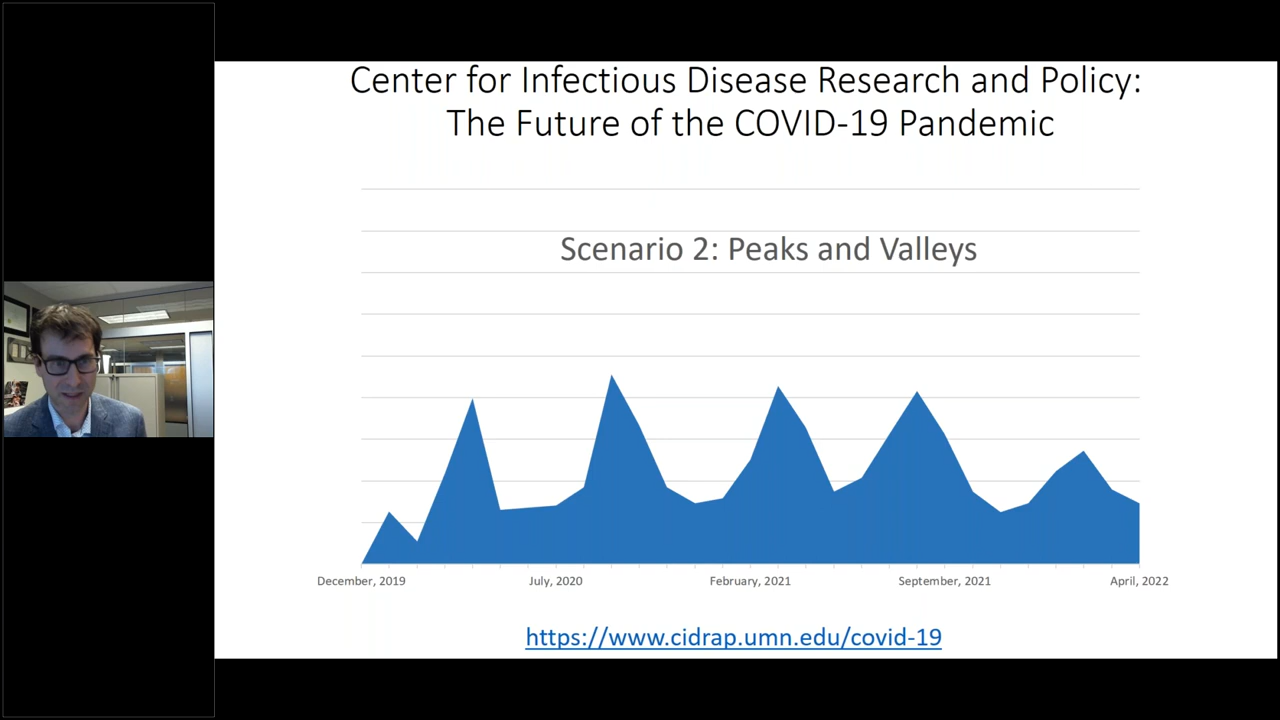 Center for Infectious Disease Research and Policy:
The Future of the COVID-19 Pandemic
Scenario 2: Peaks and Valleys
December, 2019
July, 2020
February, 2021
September, 2021
April, 2022
https://www.cidrap.umn.edu/covid-19